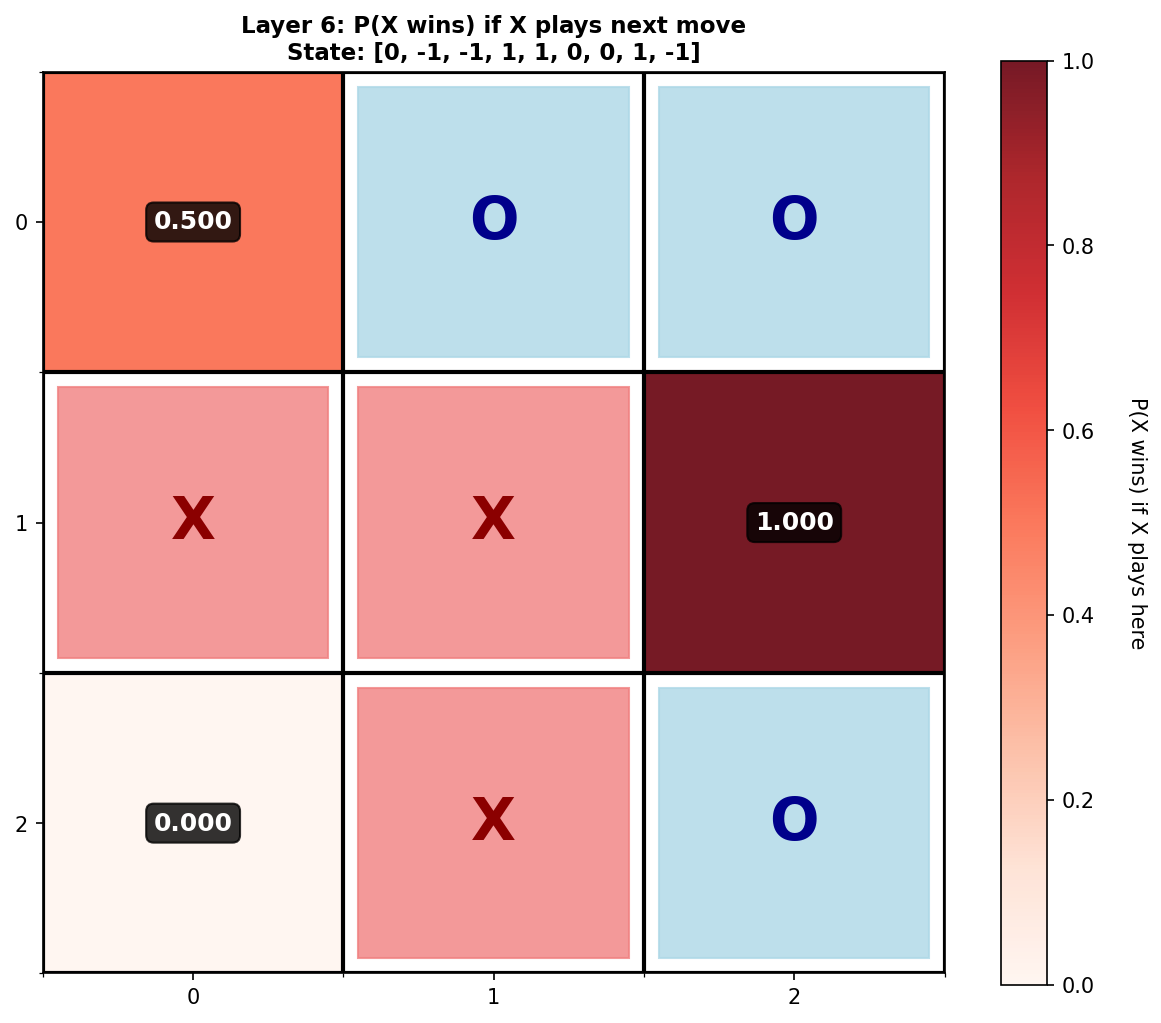 Layer 6: P(X wins) if X plays next move
State: [0, -1, -1, 1, 1, 0, 0, 1, -1]
0
0.500
O
O
1
X
X
1.000
2
0.000
X
O
0
1
2
1.0
0.8
0.6
0.4
0.2
0.0
P(X wins) if X plays here